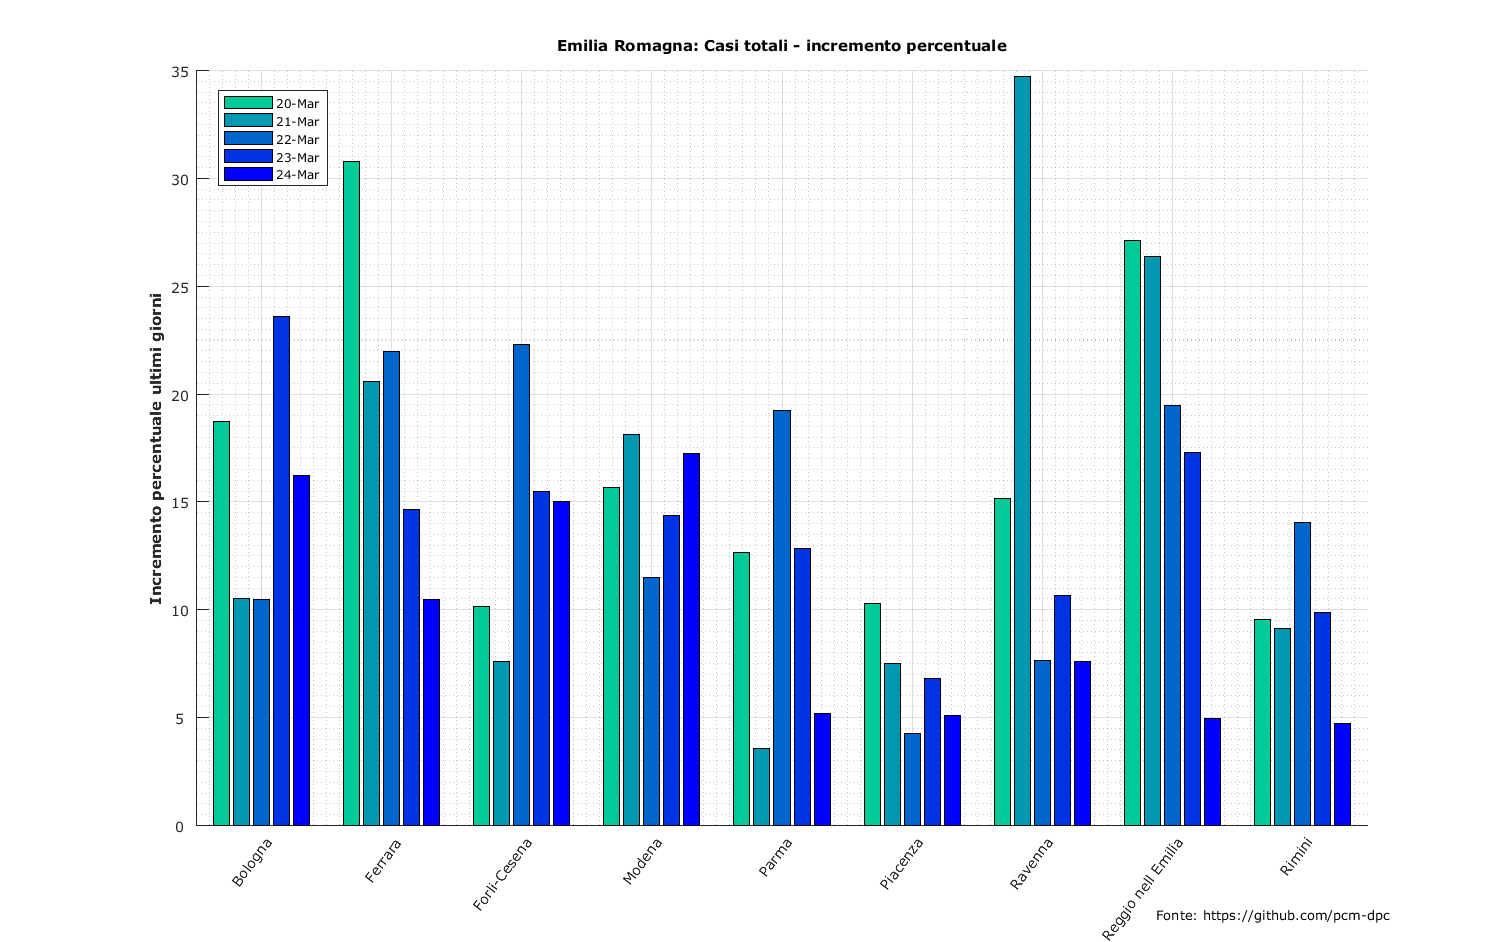 Emilia Romagna: Casi totali - incremento percentuale
Incremento percentuale ultimi giorni
35
30
25
20
15
10
5
0
20-Mar
21-Mar
22-Mar
23-Mar
24-Mar
Bologna
Ferrara
Forlì-Cesena
Modena
Parma
Piacenza
Ravenna
Reggio nell Emilia
Rimini
Fonte: https://github.com/pcm-dpc